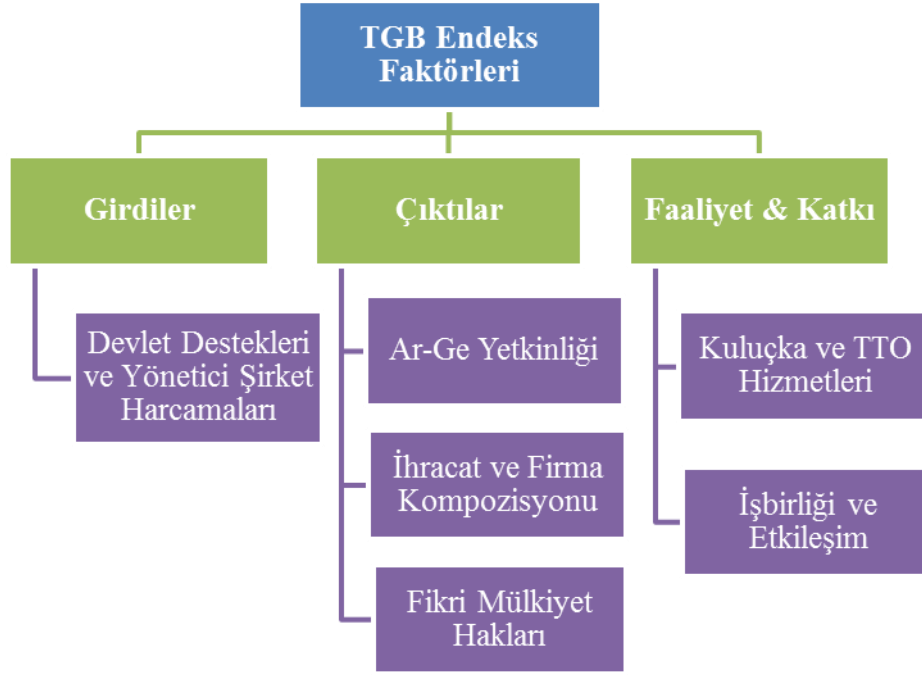 TGB Endeks
Faktörleri
Girdiler
Çıktılar
Faaliyet & Katkı
Devlet Destekleri
ve Yönetici Şirket
Harcamaları
Ar-Ge Yetkinliği
İhracat ve Firma
Kompozisyonu
Fikri Mülkiyet
Hakları
Kuluçka ve TTO
Hizmetleri
İşbirliği ve
Etkileşim